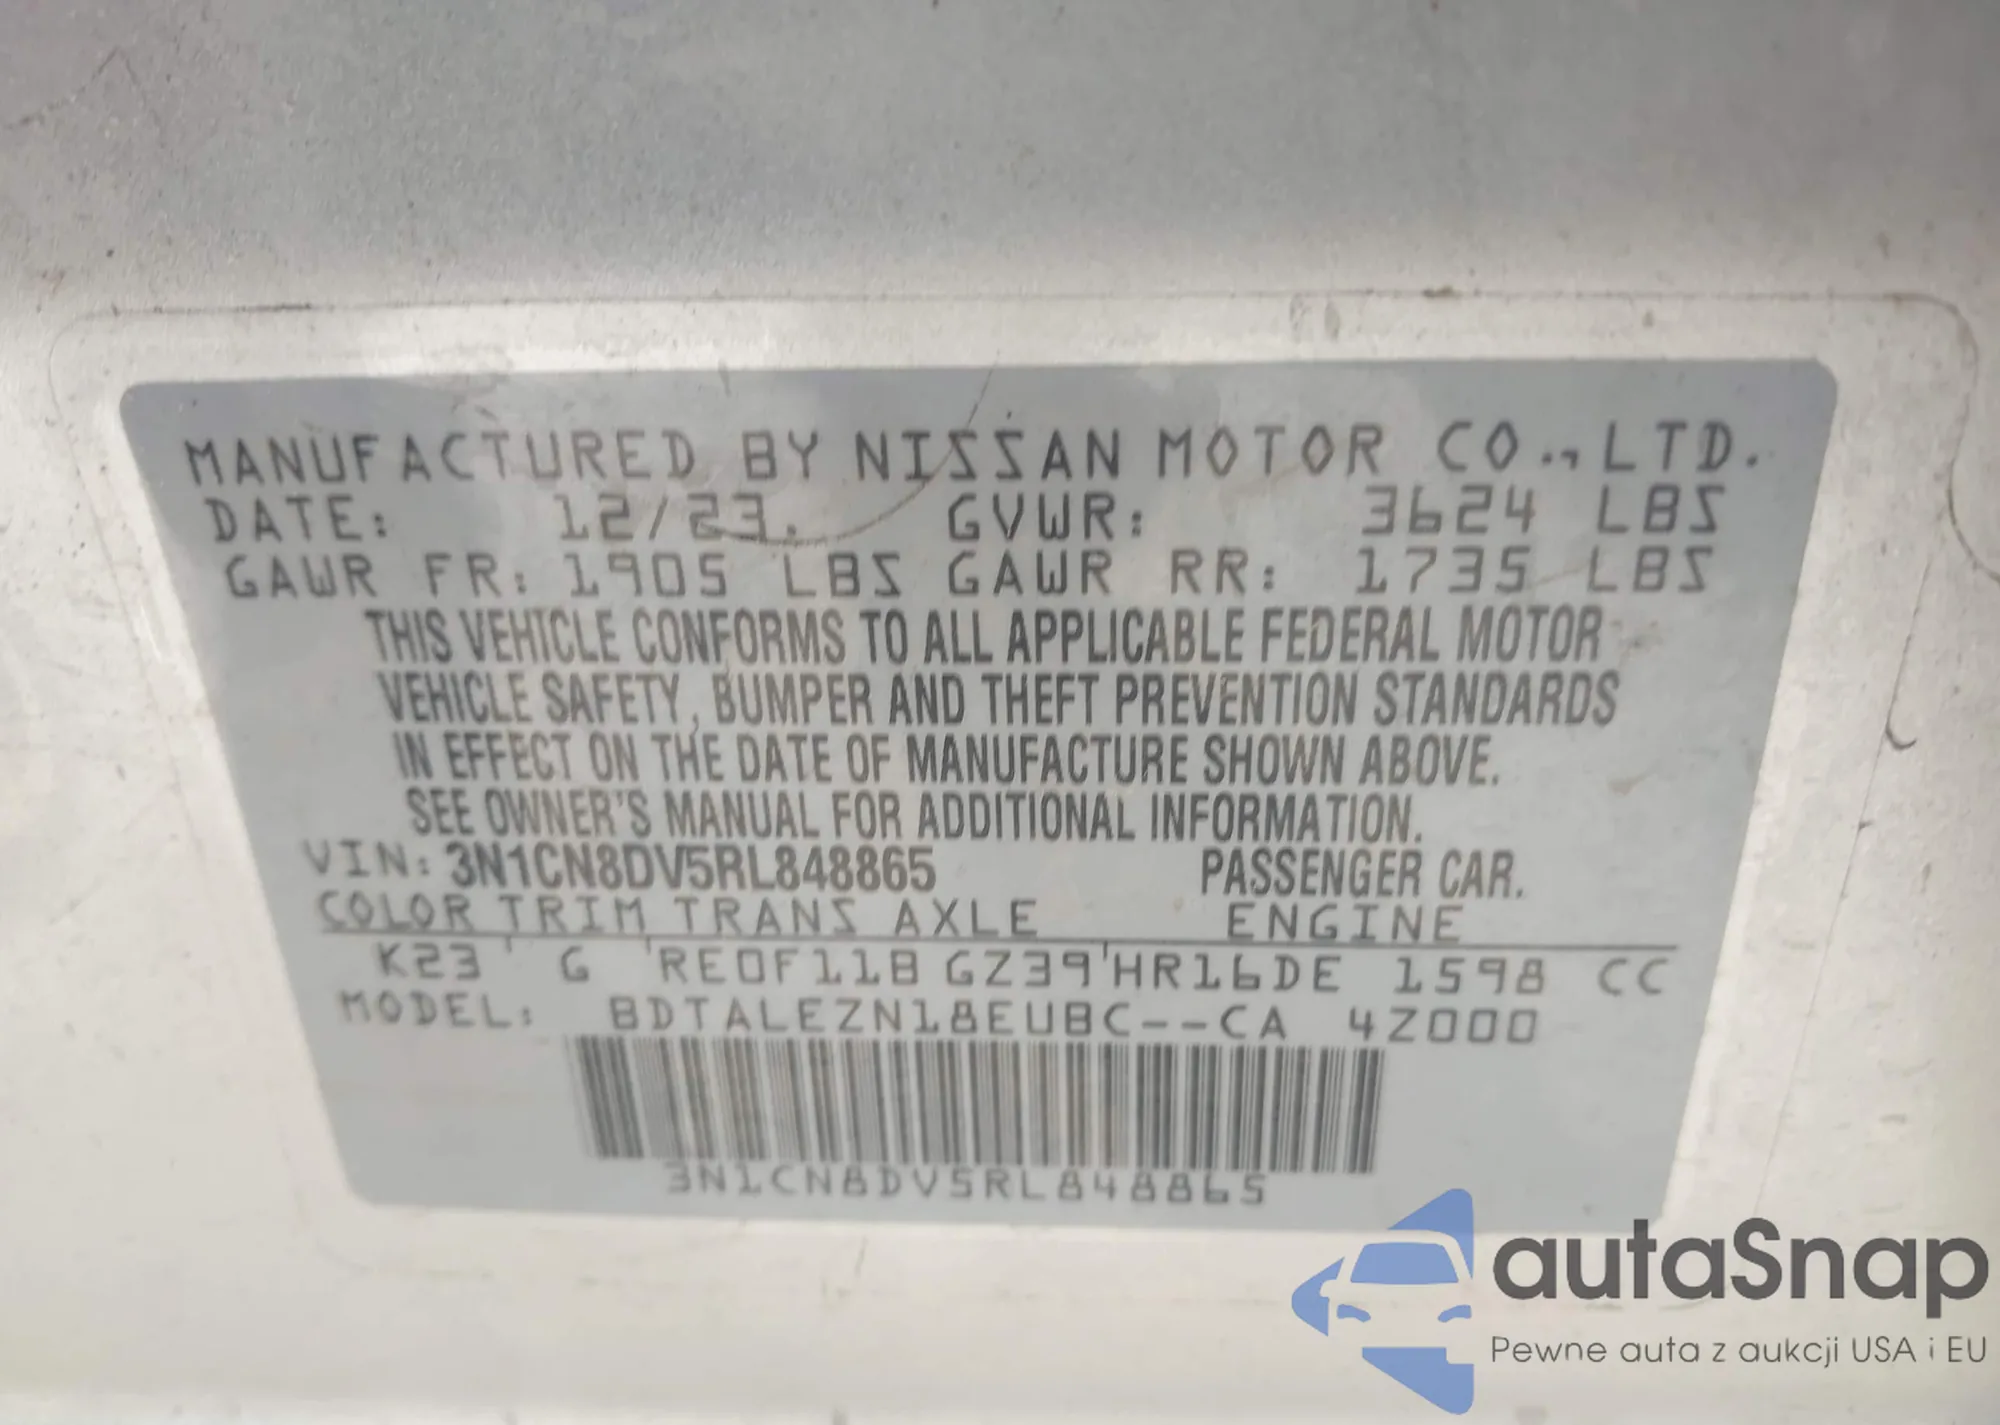 MANUFACTURED BY NISSAN MOTOR CO., LTD.
DATE: 12/23. GVWR: 3624 LBS
GAWR FR: 1905 LBS GAWR RR: 1735 LBS
THIS VEHICLE CONFORMS TO ALL APPLICABLE FEDERAL MOTOR
VEHICLE SAFETY, BUMPER AND THEFT PREVENTION STANDARDS
IN EFFECT ON THE DATE OF MANUFACTURE SHOWN ABOVE.
SEE OWNER'S MANUAL FOR ADDITIONAL INFORMATION.
VIN: 3N1CN8DV5RL848865 PASSENGER CAR.
COLOR TRIM TRANS AXLE ENGINE
K23 ' G 'RE0F11B GZ39'HR16DE 1598 CC
MODEL: BDTALEZN18EUBC--CA 4Z000
3N1CN8DV5RL848865
autaSnap
Pewne auta z aukcji USA i EU